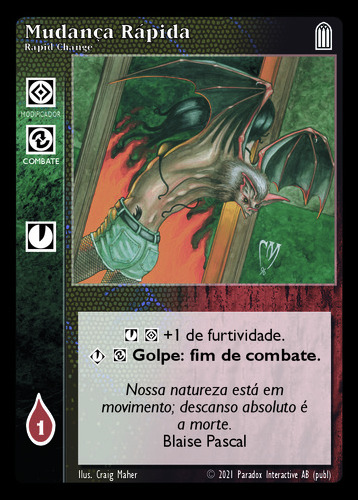 Mudança Rápida
Rapid Change
MODIFICADOR
COMBATE
+1 de furtividade.
Golpe: fim de combate.
Nossa natureza está em
movimento; descanso absoluto é
a morte.
Blaise Pascal
1
Ilus. Craig Maher © 2021 Paradox Interactive AB (publ)